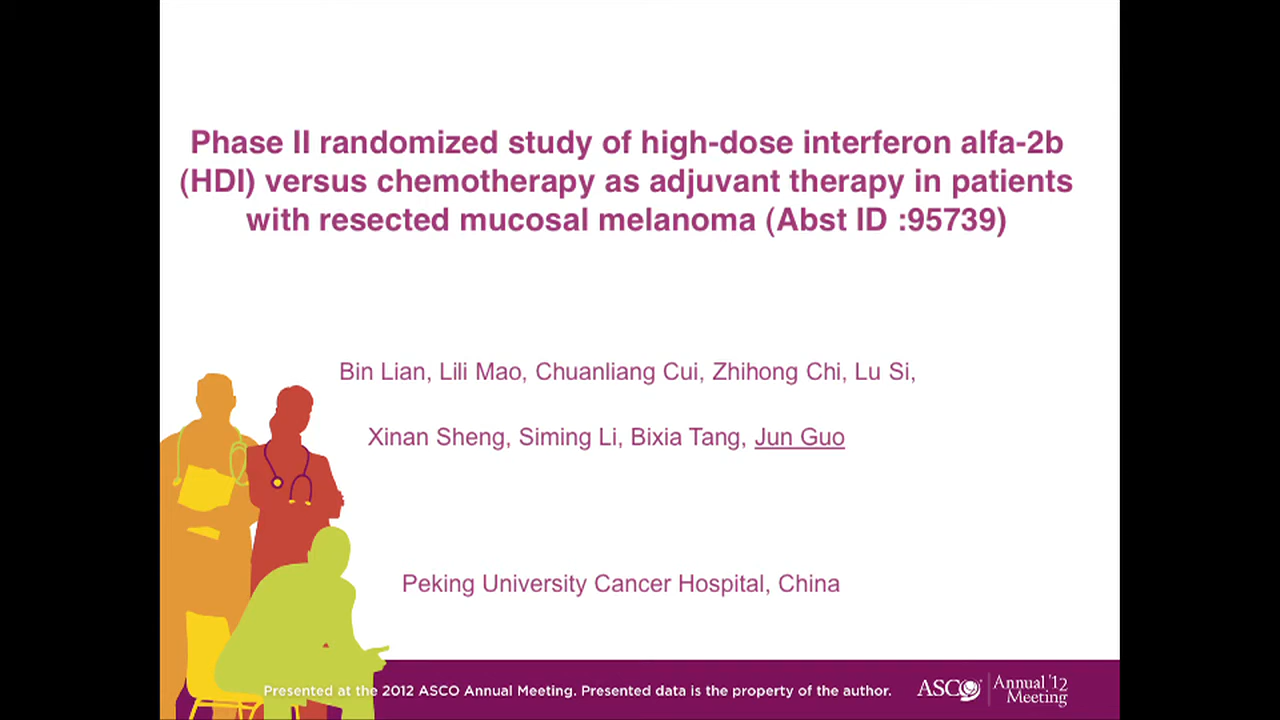 Phase II randomized study of high-dose interferon alfa-2b
(HDI) versus chemotherapy as adjuvant therapy in patients
with resected mucosal melanoma (Abst ID :95739)
Bin Lian, Lili Mao, Chuanliang Cui, Zhihong Chi, Lu Si,
Xinan Sheng, Siming Li, Bixia Tang, Jun Guo
Peking University Cancer Hospital, China
Presented at the 2012 ASCO Annual Meeting. Presented data is the property of the author.
ASCO
Annual '12
Meeting